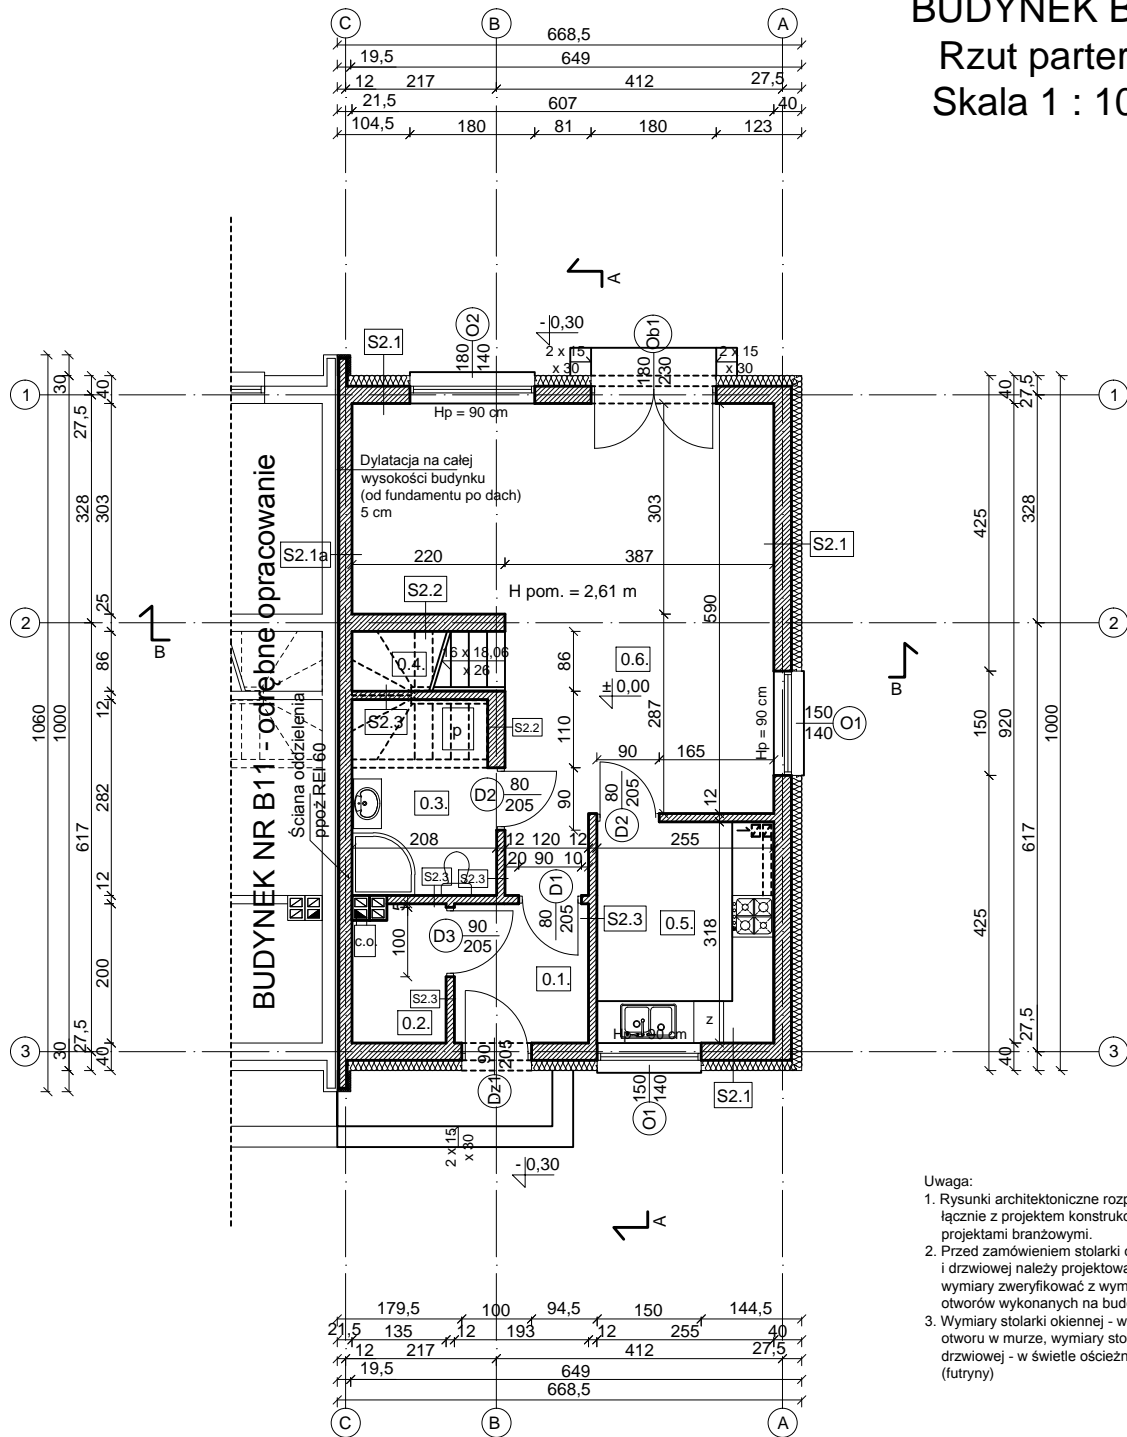 BUDYNEK B
Rzut parter
Skala 1 : 10
C
B
A
668,5
19,5
649
12
217
412
27,5
21,5
607
40
104,5
180
81
180
123
A
- 0,30
O2
180
140
Ob1
180
230
S2.1
2 x 15
x 30
2 x 15
x 30
1
1
Hp = 90 cm
30
40
27,5
40
27,5
Dylatacja na całej
wysokości budynku
(od fundamentu po dach)
5 cm
BUDYNEK NR B11 - odrębne opracowanie
328
303
303
425
328
S2.1
S2.1a
220
387
S2.2
H pom. = 2,61 m
590
25
2
2
B
B
86
0.4.
16 x 18,06
x 26
86
0.6.
± 0,00
12
1060
1000
S2.3
p
S2.2
110
287
Hp = 90 cm
150
140
O1
150
920
1000
Ściana oddzielenia
ppoż REI 60
90
165
282
617
0.3.
D2
80
205
90
80
205
D2
12
617
208
12
120
12
255
20
90
10
12
S2.3
S2.3
D1
80
205
S2.3
0.5.
318
425
c.o.
100
D3
90
205
200
0.1.
S2.3
0.2.
z
Hp = 90 cm
27,5
40
30
27,5
40
3
3
90
205
Dz1
150
140
O1
S2.1
2 x 15
x 30
- 0,30
A
Uwaga:
1. Rysunki architektoniczne rozp
łącznie z projektem konstrukc
projektami branżowymi.
2. Przed zamówieniem stolarki o
i drzwiowej należy projektowa
wymiary zweryfikować z wym
otworów wykonanych na bud
3. Wymiary stolarki okiennej - w
otworu w murze, wymiary sto
drzwiowej - w świetle ościeżn
(futryny)
179,5
100
94,5
150
144,5
21,5
135
12
193
12
255
40
12
217
412
27,5
19,5
649
668,5
C
B
A